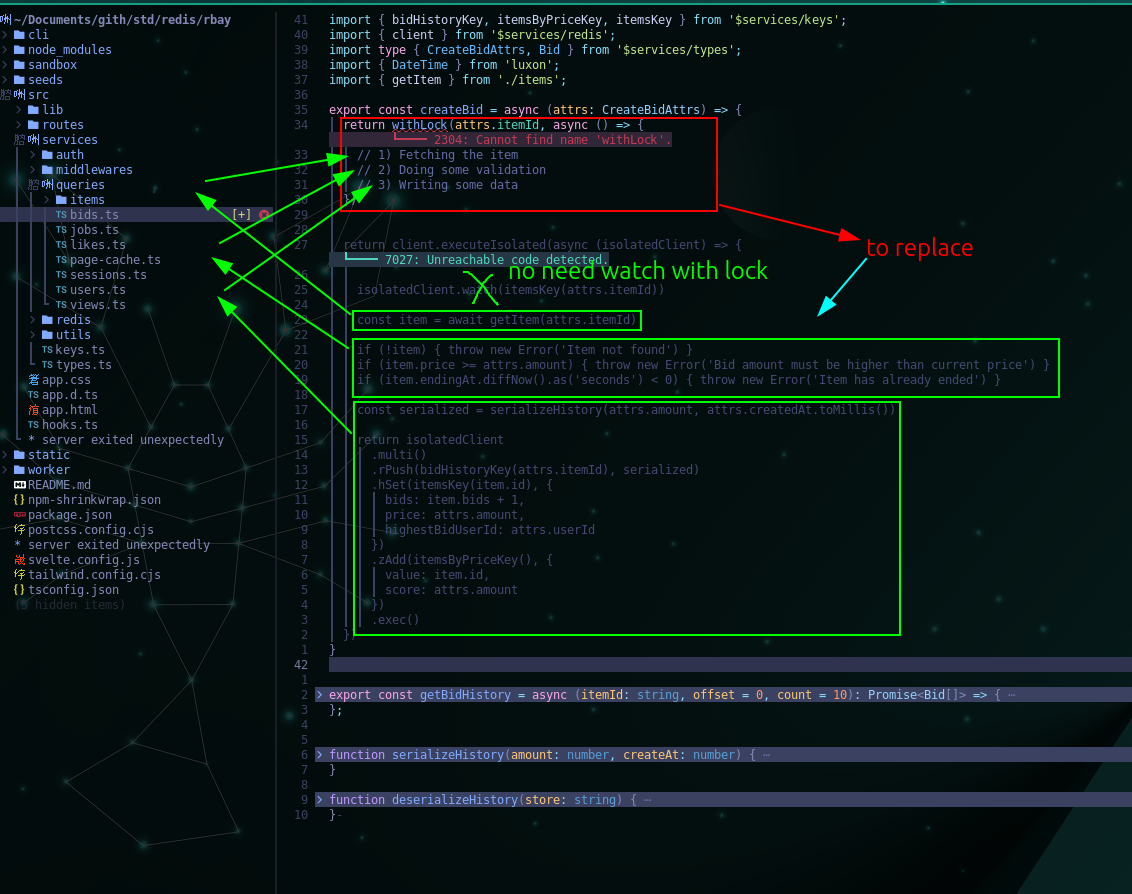 ~/Documents/gith/std/redis/rbay
cli
node_modules
sandbox
seeds
src
lib
routes
services
auth
middlewares
queries
items
TS bids.ts [+]
TS jobs.ts
TS likes.ts
TS page-cache.ts
TS sessions.ts
TS users.ts
TS views.ts
redis
utils
TS keys.ts
TS types.ts
app.css
TS app.d.ts
app.html
TS hooks.ts
* server exited unexpectedly
static
worker
README.md
{} npm-shrinkwrap.json
package.json
postcss.config.cjs
* server exited unexpectedly
svelte.config.js
tailwind.config.cjs
{} tsconfig.json
hidden items)
41 import { bidHistoryKey, itemsByPriceKey, itemsKey } from '$services/keys';
40 import { client } from '$services/redis';
39 import type { CreateBidAttrs, Bid } from '$services/types';
38 import { DateTime } from 'luxon';
37 import { getItem } from './items';
36
35 export const createBid = async (attrs: CreateBidAttrs) => {
34 return withLock(attrs.itemId, async () => {
2304: Cannot find name 'withLock'.
33 // 1) Fetching the item
32 // 2) Doing some validation
31 // 3) Writing some data
30 })
29
28
27 return client.executeIsolated(async (isolatedClient) => {
7027: Unreachable code detected.
26
25 isolatedClient.watch(itemsKey(attrs.itemId))
24
23 const item = await getItem(attrs.itemId)
22
21 if (!item) { throw new Error('Item not found') }
20 if (item.price >= attrs.amount) { throw new Error('Bid amount must be higher than current price') }
19 if (item.endingAt.diffNow().as('seconds') < 0) { throw new Error('Item has already ended') }
18
17 const serialized = serializeHistory(attrs.amount, attrs.createdAt.toMillis())
16
15 return isolatedClient
14 .multi()
13 .rPush(bidHistoryKey(attrs.itemId), serialized)
12 .hSet(itemsKey(item.id), {
11 bids: item.bids + 1,
10 price: attrs.amount,
9 highestBidUserId: attrs.userId
8 })
7 .zAdd(itemsByPriceKey(), {
6 value: item.id,
5 score: attrs.amount
4 })
3 .exec()
2 })
1 }
42
1
2 export const getBidHistory = async (itemId: string, offset = 0, count = 10): Promise<Bid[]> => { ⋯
3 };
4
5
6 function serializeHistory(amount: number, createAt: number) { ⋯
7 }
8
9 function deserializeHistory(store: string) { ⋯
10 }-
to replace
no need watch with lock